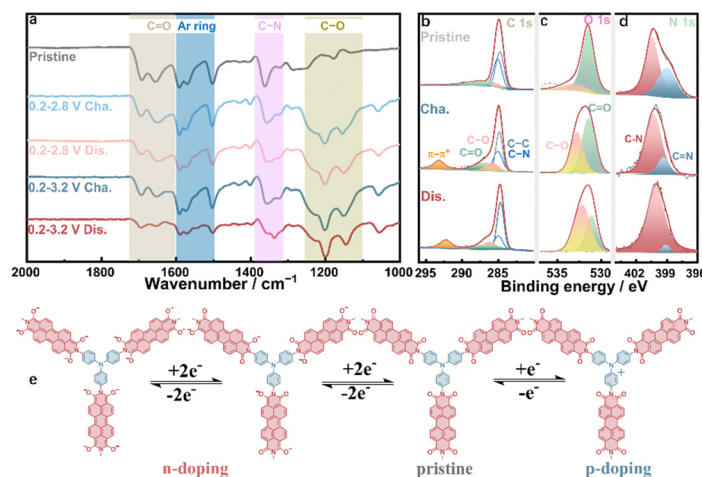 a
C=O Ar ring C−N C−O
Pristine
0.2-2.8 V Cha.
0.2-2.8 V Dis.
0.2-3.2 V Cha.
0.2-3.2 V Dis.
2000 1800 1600 1400 1200 1000
Wavenumber / cm⁻¹
b C 1s c O 1s d N 1s
Pristine
Cha.
π−π* C−O C=O C−C C−N
C=O C−O
C-N C=N
Dis.
295 290 285 535 530 402 399 396
Binding energy / eV
e
+2e⁻ +2e⁻ +e⁻
-2e⁻ -2e⁻ -e⁻
n-doping pristine p-doping